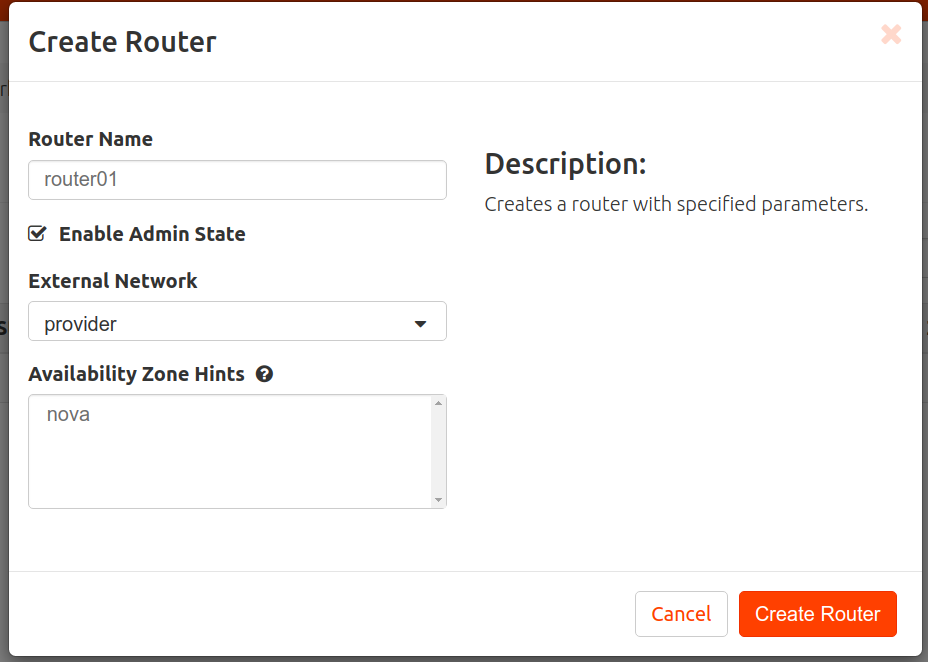 Create Router
Router Name
router01
Enable Admin State
External Network
provider
Availability Zone Hints
nova
Description:
Creates a router with specified parameters.
Cancel
Create Router